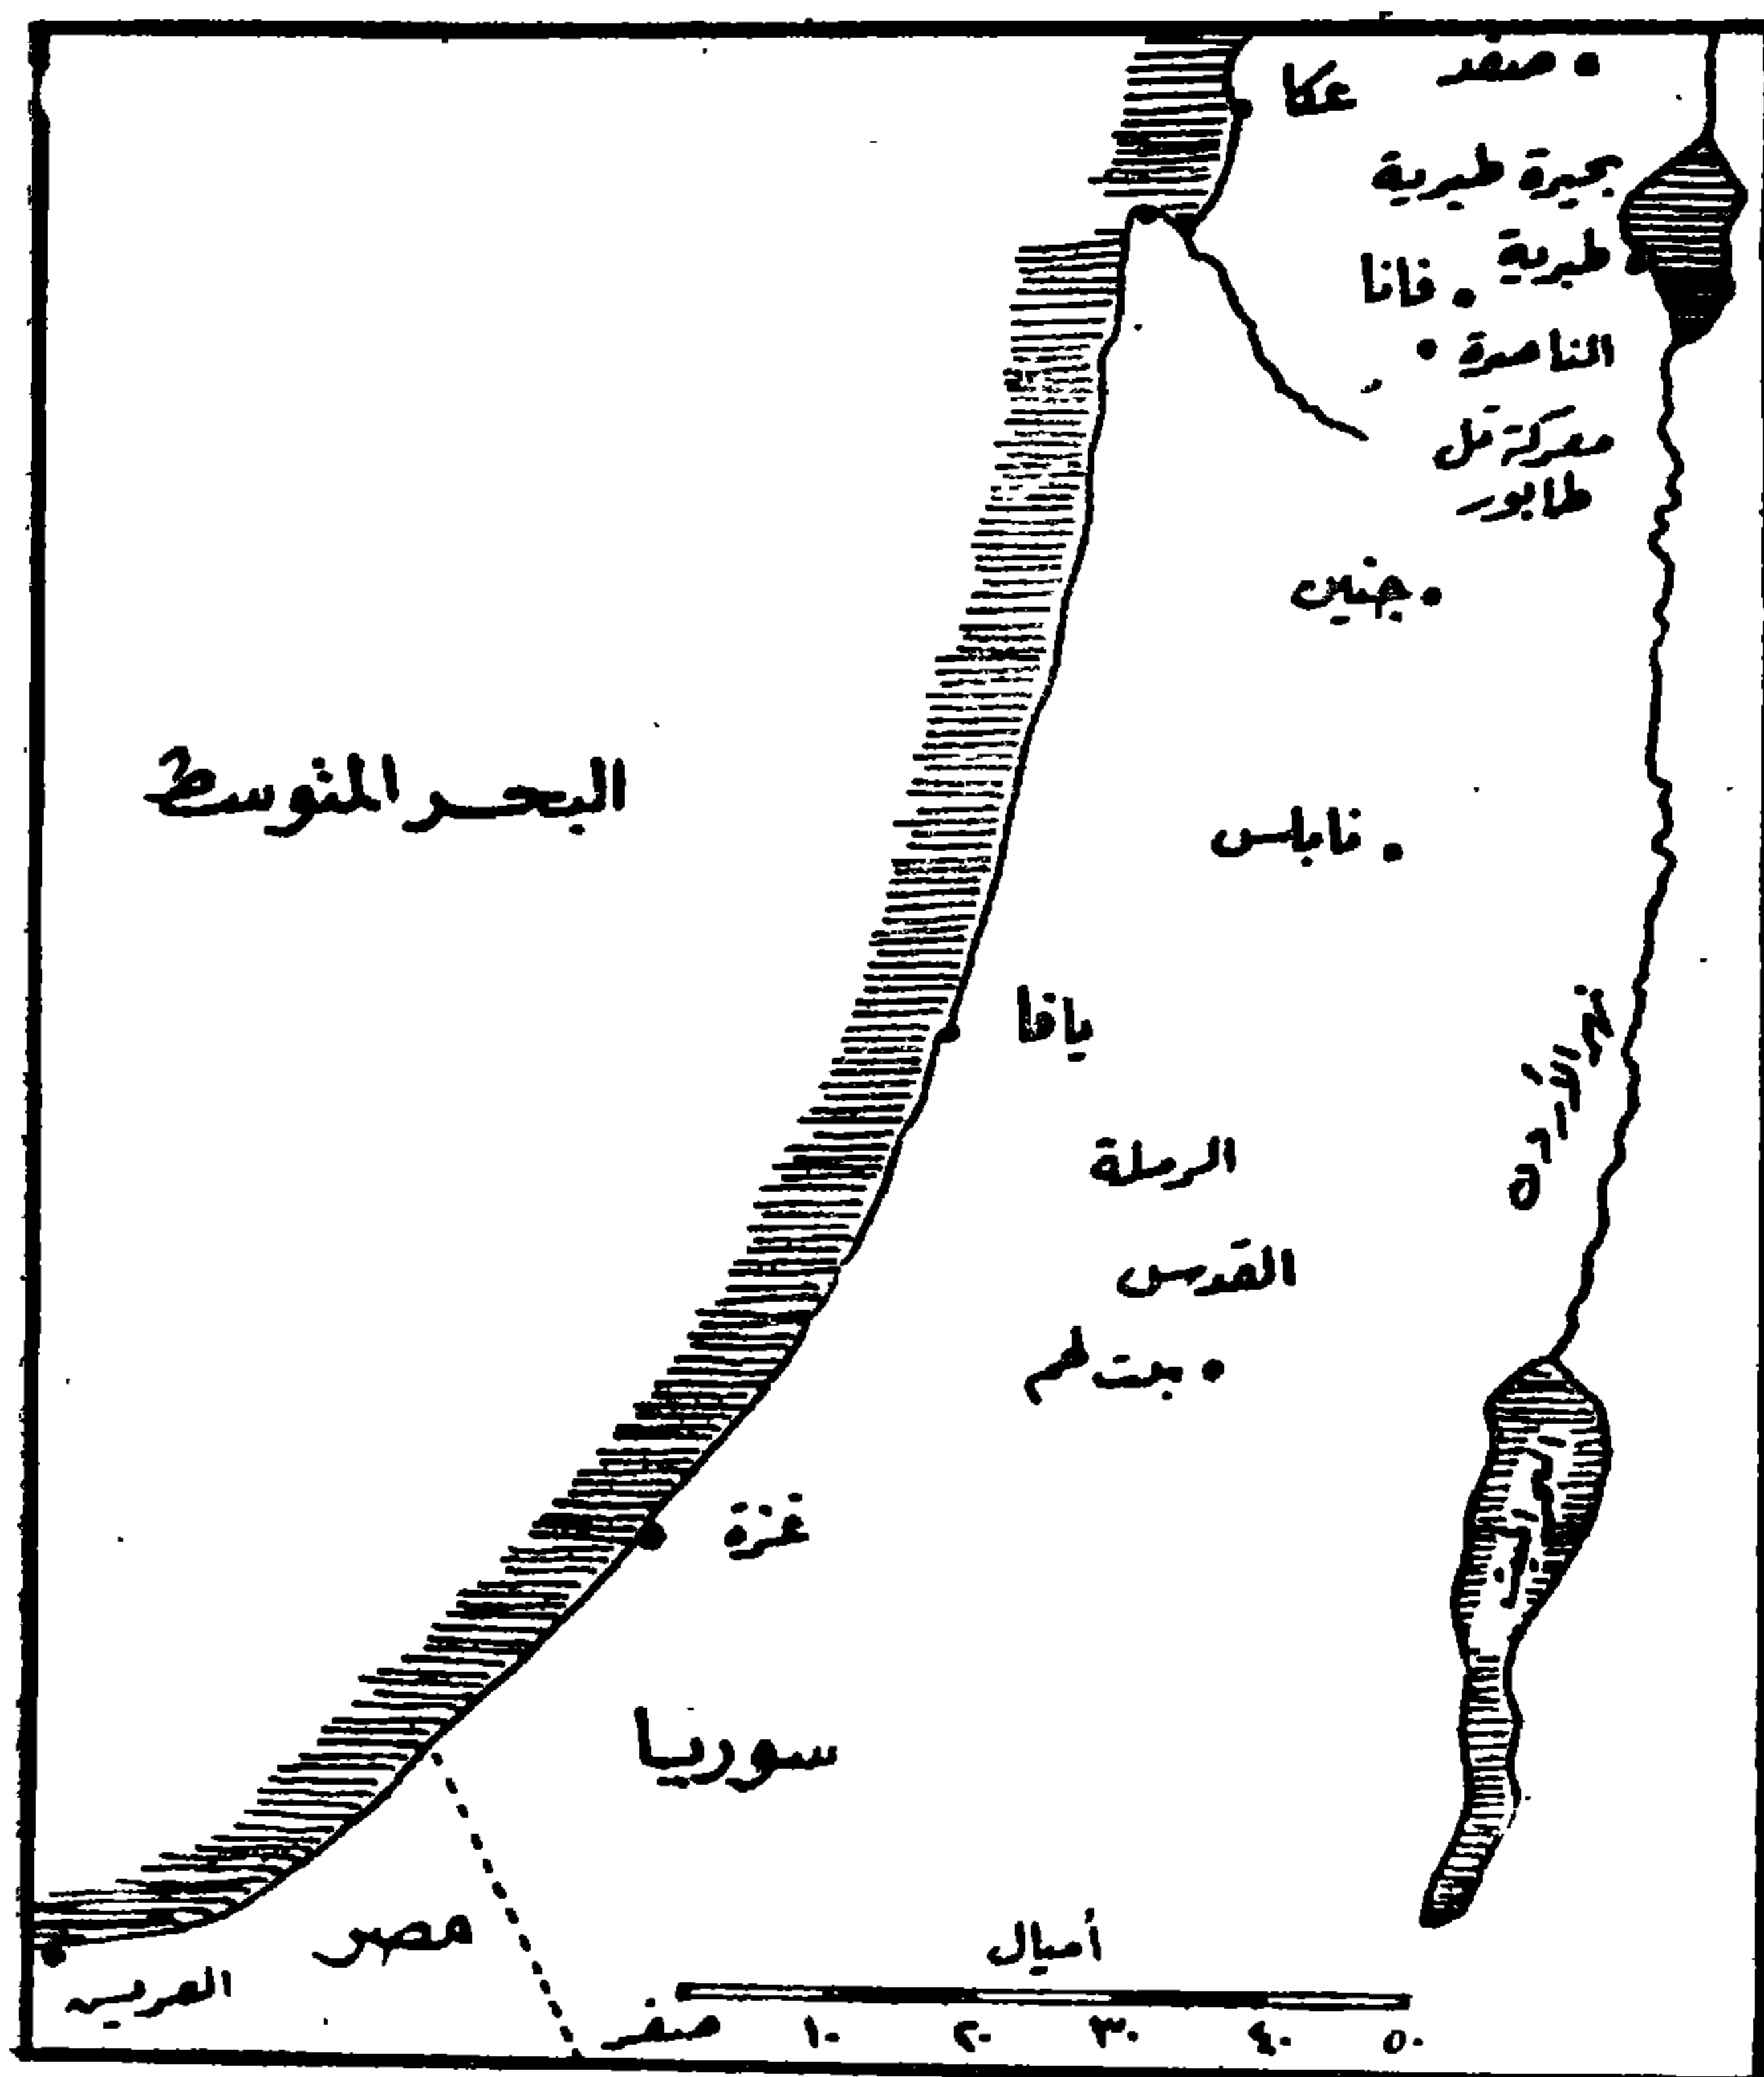 صفد
عكا
بحيرة طبرية
طبرية
قانا
الناصرة
معركة تل
طابور
جنين
البحر المتوسط
نابلس
يافا
نهر الأردن
الرملة
القدس
بيت لحم
غزة
سوريا
مصر
العريش
أميال
صفر ١٠ ٢٠ ٣٠ ٤٠ ٥٠